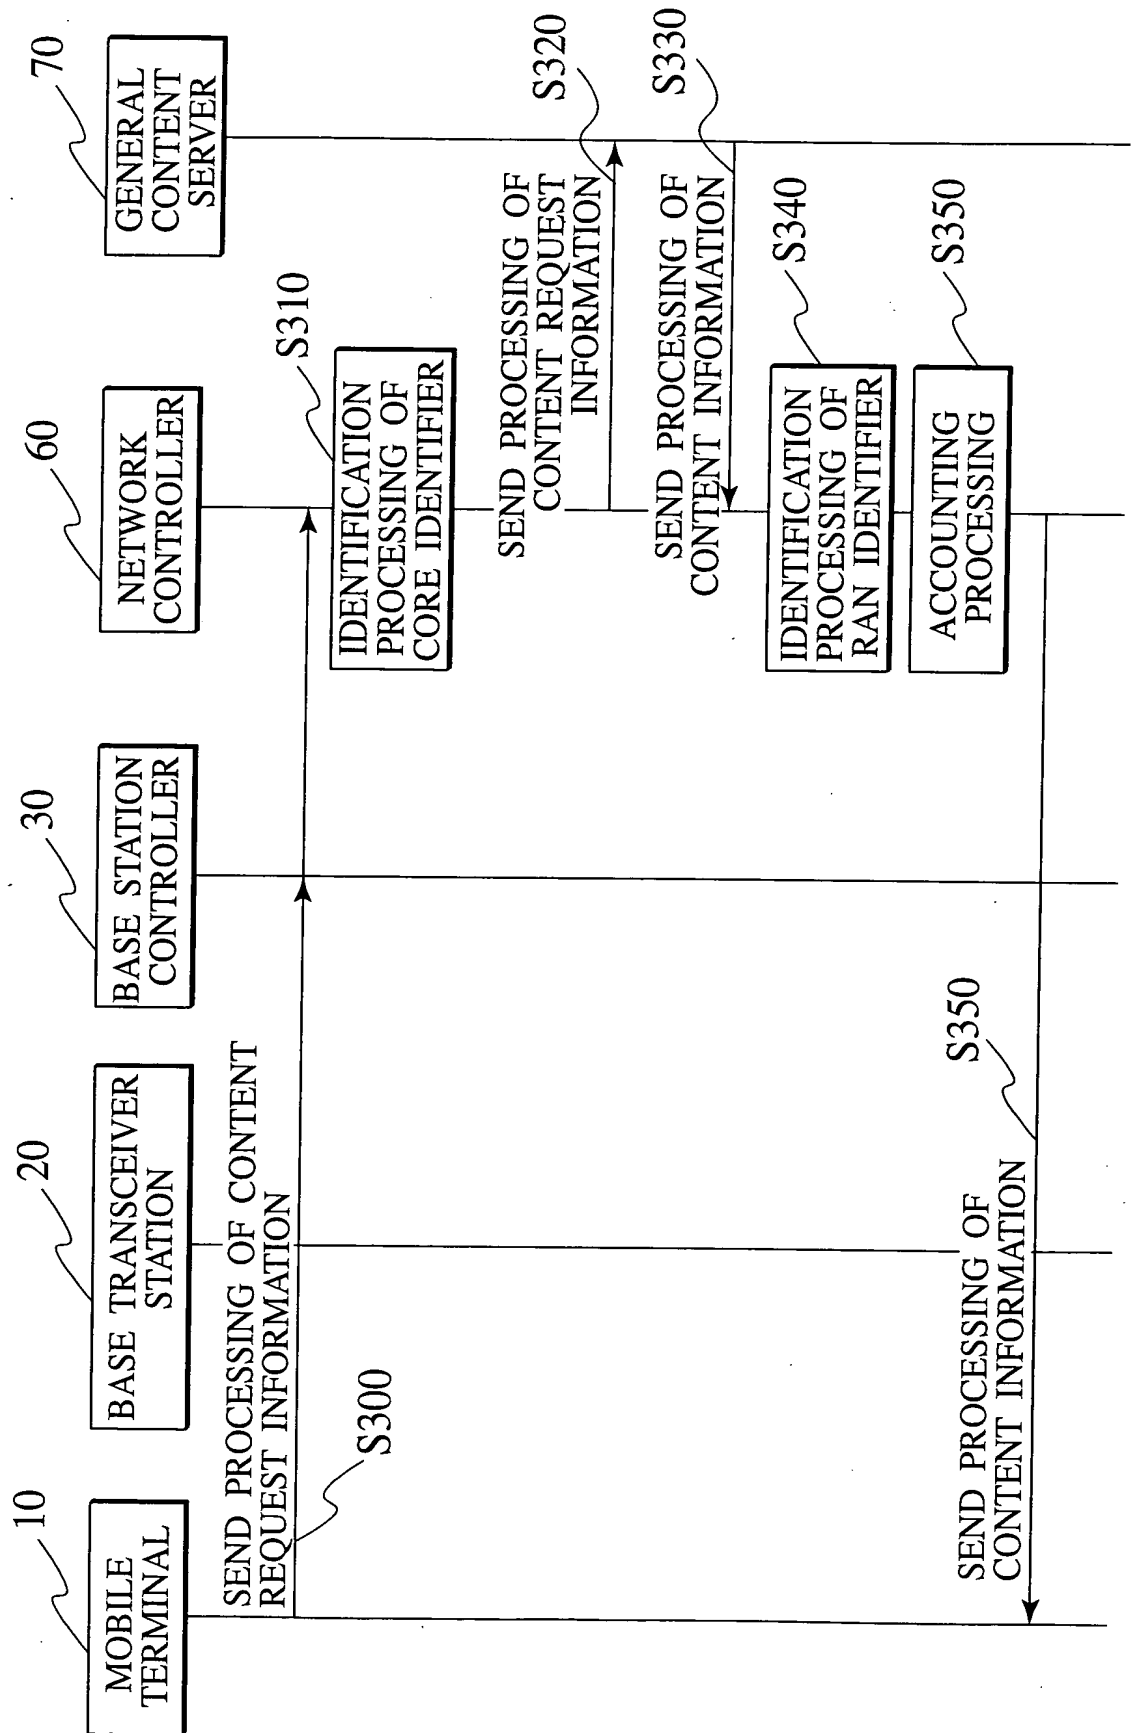 10
MOBILE
TERMINAL
20
BASE TRANSCEIVER
STATION
30
BASE STATION
CONTROLLER
60
NETWORK
CONTROLLER
70
GENERAL
CONTENT
SERVER
SEND PROCESSING OF CONTENT
REQUEST INFORMATION
S300
S310
IDENTIFICATION
PROCESSING OF
CORE IDENTIFIER
SEND PROCESSING OF
CONTENT REQUEST
INFORMATION
S320
SEND PROCESSING OF
CONTENT INFORMATION
S330
IDENTIFICATION
PROCESSING OF
RAN IDENTIFIER
S340
ACCOUNTING
PROCESSING
S350
SEND PROCESSING OF
CONTENT INFORMATION
S350